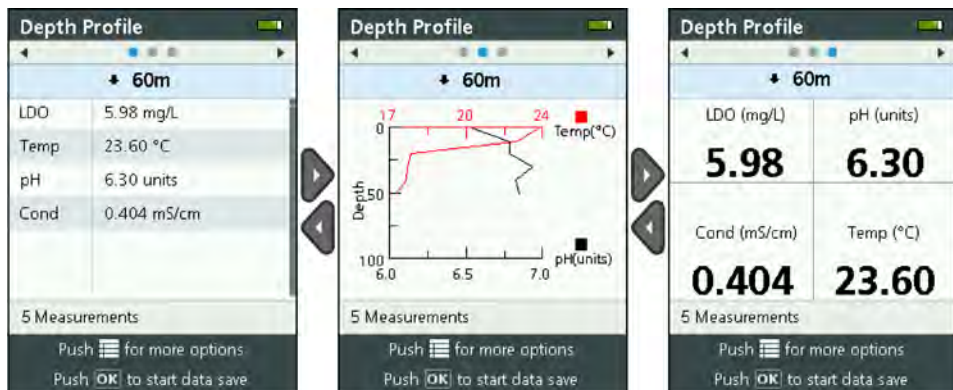 Depth Profile
60m
LDO 5.98 mg/L
Temp 23.60 °C
pH 6.30 units
Cond 0.404 mS/cm
5 Measurements
Push for more options
Push OK to start data save
Depth Profile
60m
17 20 24
Temp(°C)
0
50
100
Depth
6.0 6.5 7.0
pH(units)
5 Measurements
Push for more options
Push OK to start data save
Depth Profile
60m
LDO (mg/L) pH (units)
5.98 6.30
Cond (mS/cm) Temp (°C)
0.404 23.60
5 Measurements
Push for more options
Push OK to start data save